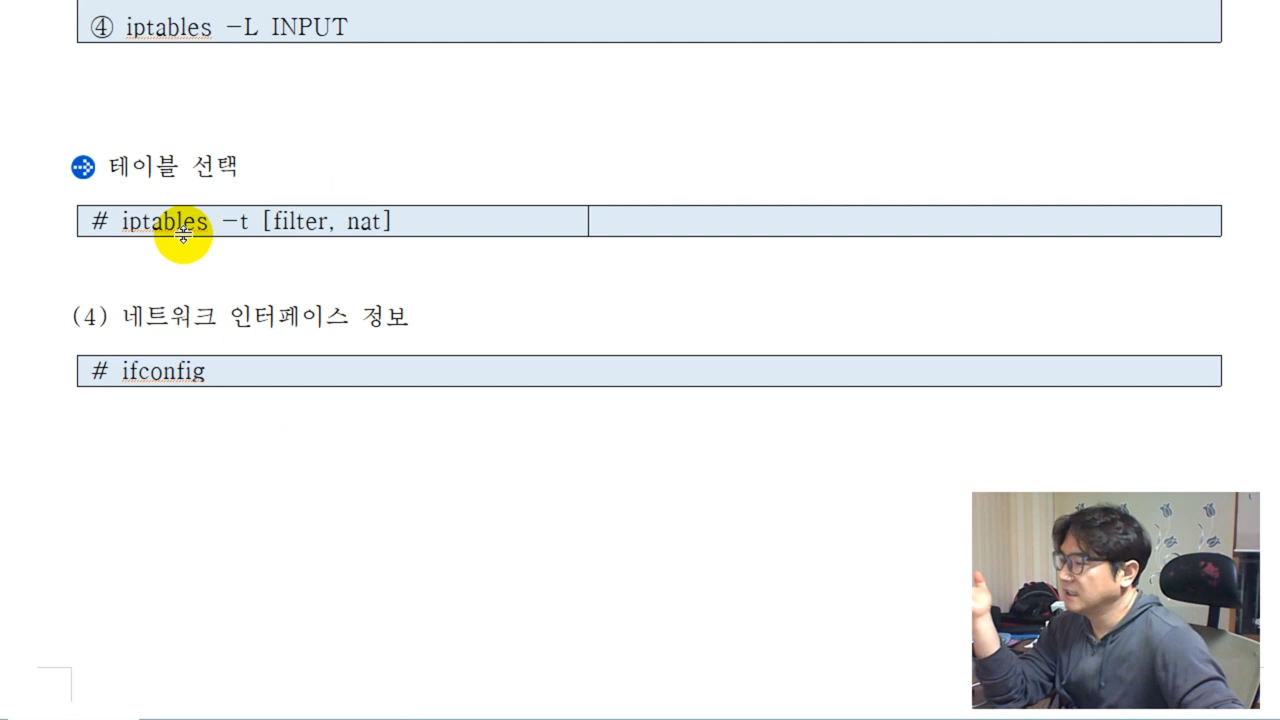 ④ iptables -L INPUT
테이블 선택
# iptables -t [filter, nat]
(4) 네트워크 인터페이스 정보
# ifconfig